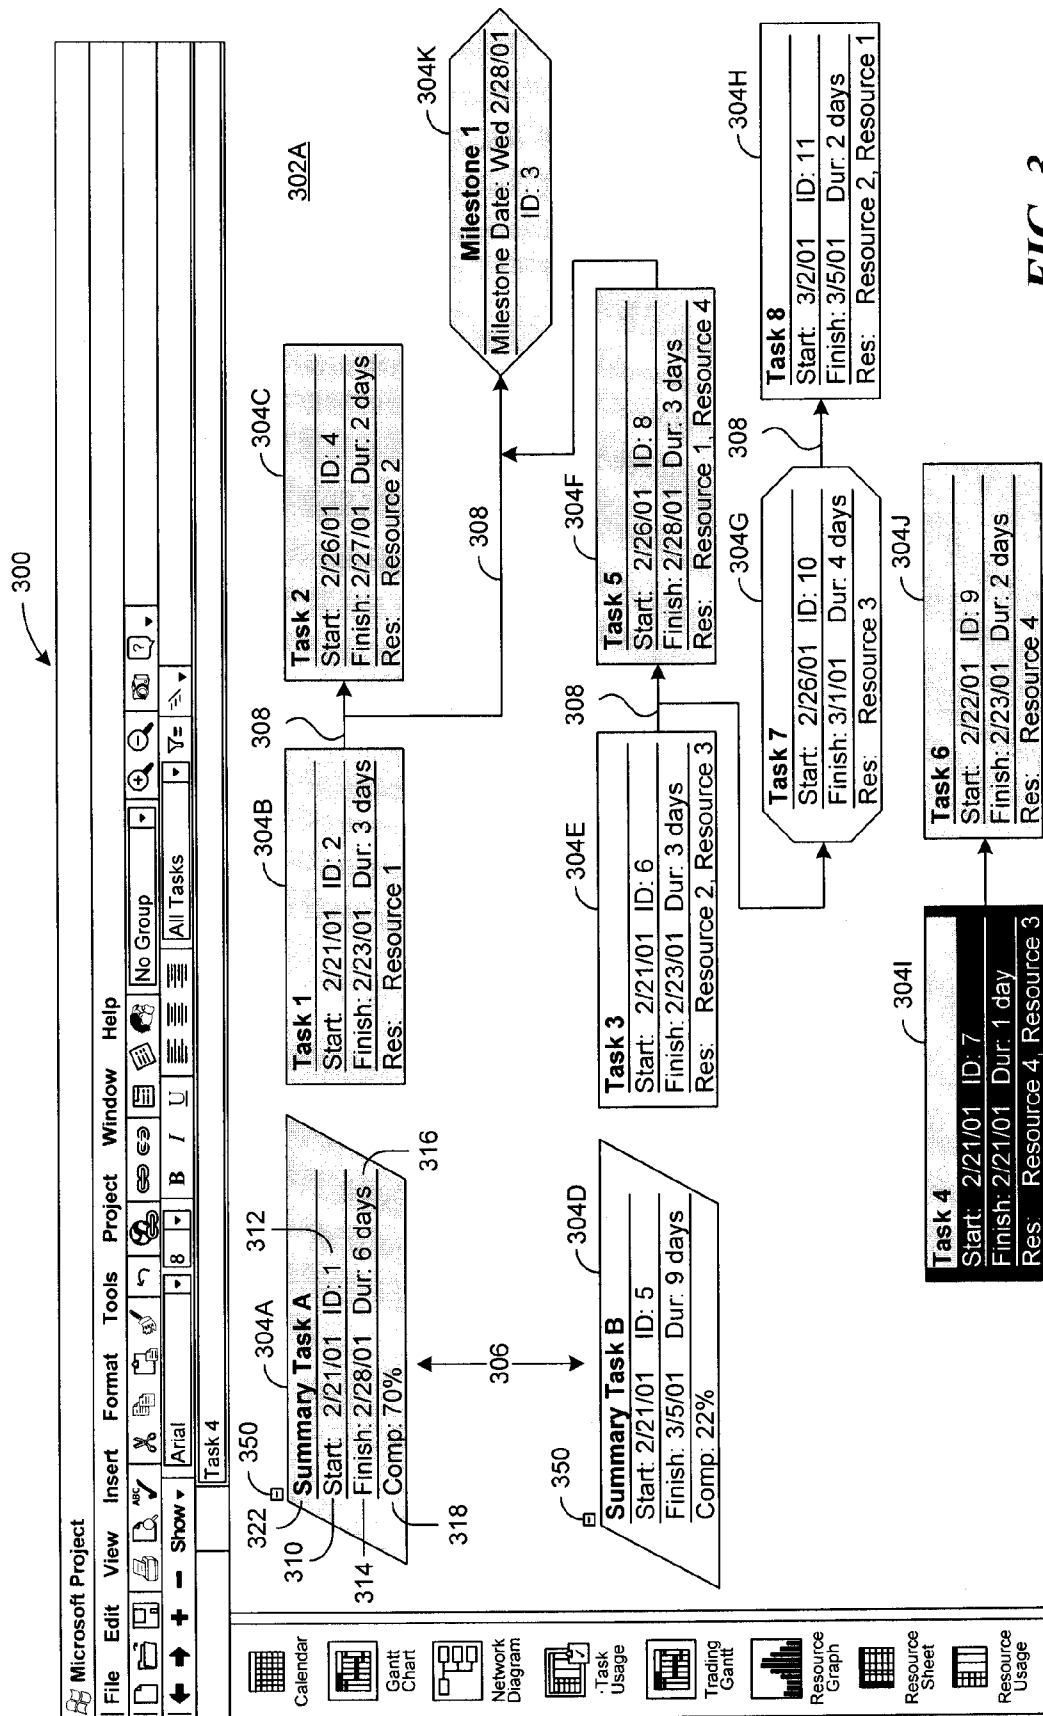 300
Microsoft Project
File Edit View Insert Format Tools Project Window Help
ABC No Group ?
Show Arial 8 B I U All Tasks
Task 4
Calendar
Gantt
Chart
Network
Diagram
Task
Usage
Trading
Gantt
Resource
Graph
Resource
Sheet
Resource
Usage
302A
350
322
304A
Summary Task A
Start: 2/21/01 ID: 1
Finish: 2/28/01 Dur: 6 days
Comp: 70%
310
312
314
316
318
304B
Task 1
Start: 2/21/01 ID: 2
Finish: 2/23/01 Dur: 3 days
Res: Resource 1
308
304C
Task 2
Start: 2/26/01 ID: 4
Finish: 2/27/01 Dur: 2 days
Res: Resource 2
308
304K
Milestone 1
Milestone Date: Wed 2/28/01
ID: 3
306
350
304D
Summary Task B
Start: 2/21/01 ID: 5
Finish: 3/5/01 Dur: 9 days
Comp: 22%
304E
Task 3
Start: 2/21/01 ID: 6
Finish: 2/23/01 Dur: 3 days
Res: Resource 2, Resource 3
308
304F
Task 5
Start: 2/26/01 ID: 8
Finish: 2/28/01 Dur: 3 days
Res: Resource 1, Resource 4
304G
Task 7
Start: 2/26/01 ID: 10
Finish: 3/1/01 Dur: 4 days
Res: Resource 3
308
304H
Task 8
Start: 3/2/01 ID: 11
Finish: 3/5/01 Dur: 2 days
Res: Resource 2, Resource 1
304I
Task 4
Start: 2/21/01 ID: 7
Finish: 2/21/01 Dur: 1 day
Res: Resource 4, Resource 3
304J
Task 6
Start: 2/22/01 ID: 9
Finish: 2/23/01 Dur: 2 days
Res: Resource 4
FIG. 3